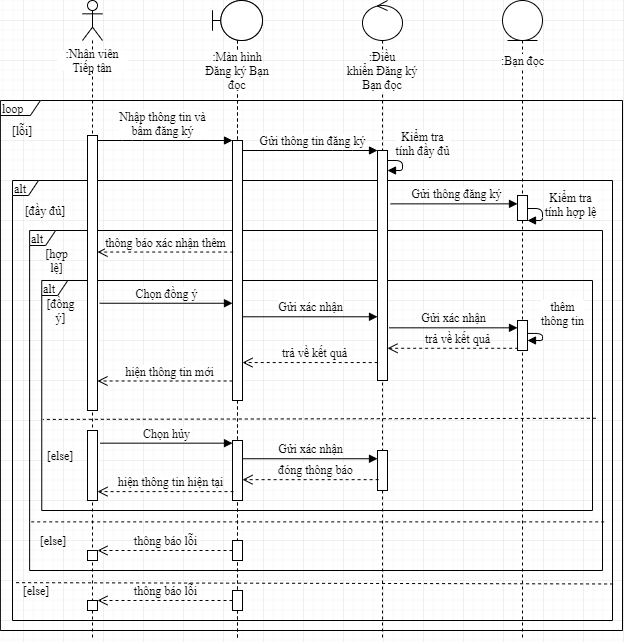 :Nhân viên
Tiếp tân
:Màn hình
Đăng ký Bạn
đọc
:Điều
khiển Đăng ký
Bạn đọc
:Bạn đọc
loop
[lỗi]
Nhập thông tin và
bấm đăng ký
Gửi thông tin đăng ký
Kiểm tra
tính đầy đủ
alt
[đầy đủ]
Gửi thông đăng ký
Kiểm tra
tính hợp lệ
alt
[hợp
lệ]
thông báo xác nhận thêm
alt
[đồng
ý]
Chọn đồng ý
Gửi xác nhận
Gửi xác nhận
thêm
thông tin
trả về kết quả
trả về kết quả
hiện thông tin mới
[else]
Chọn hủy
Gửi xác nhận
đóng thông báo
hiện thông tin hiện tại
[else]
thông báo lỗi
[else]
thông báo lỗi